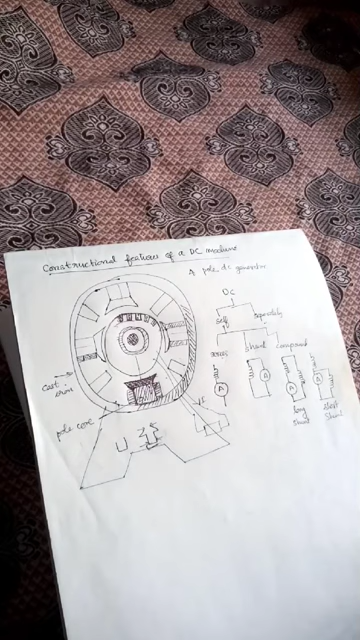 Constructional features of a DC machine
4 pole dc generator
DC
self
separately
series
shunt
compound
A
A
A
A
Cast iron
pole core
long shunt
short shunt